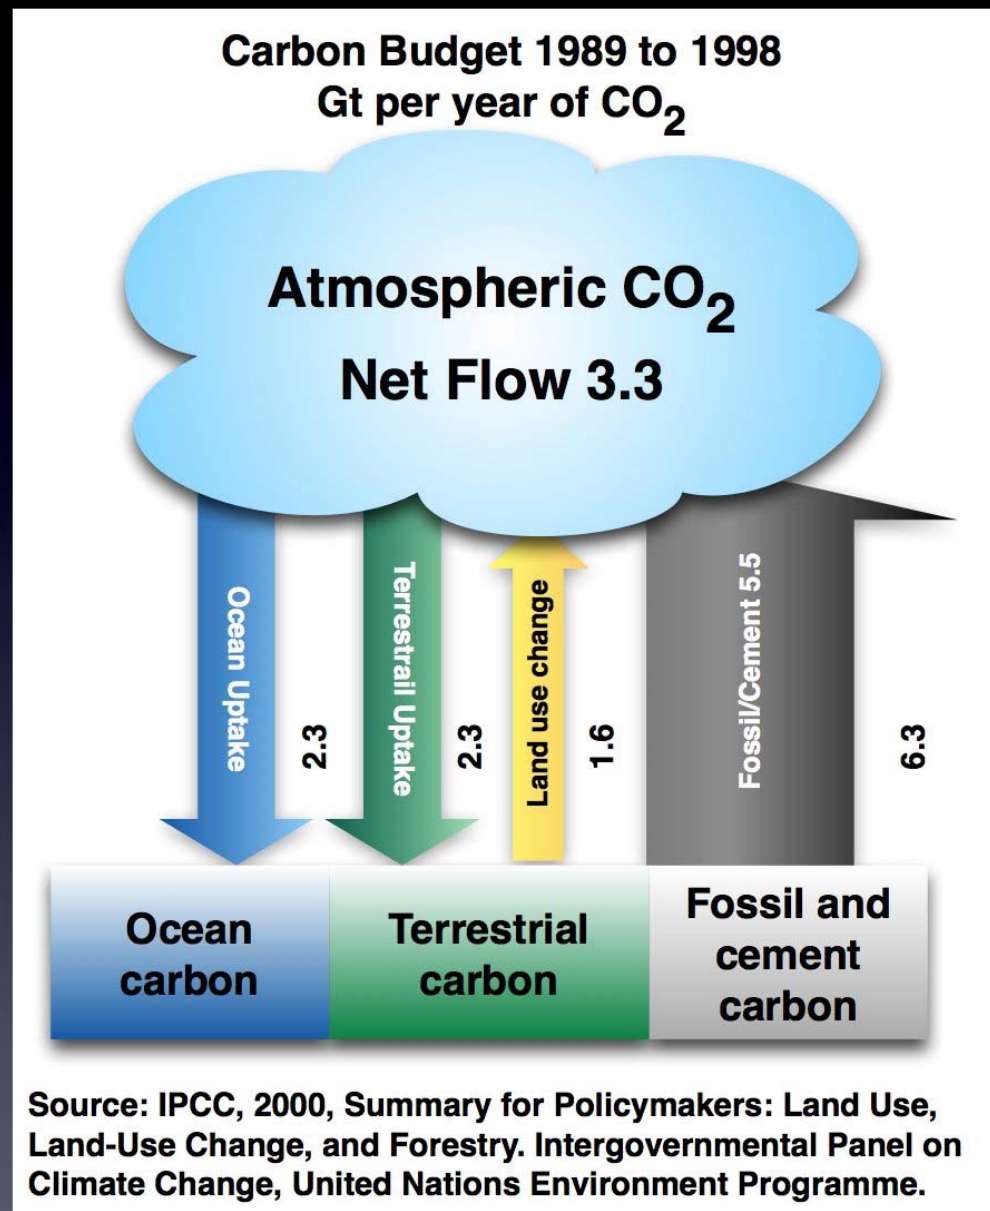 Carbon Budget 1989 to 1998
Gt per year of CO2
Atmospheric CO2
Net Flow 3.3
Ocean Uptake
2.3
Terrestrail Uptake
2.3
Land use change
1.6
Fossil/Cement 5.5
6.3
Ocean
carbon
Terrestrial
carbon
Fossil and
cement
carbon
Source: IPCC, 2000, Summary for Policymakers: Land Use,
Land-Use Change, and Forestry. Intergovernmental Panel on
Climate Change, United Nations Environment Programme.